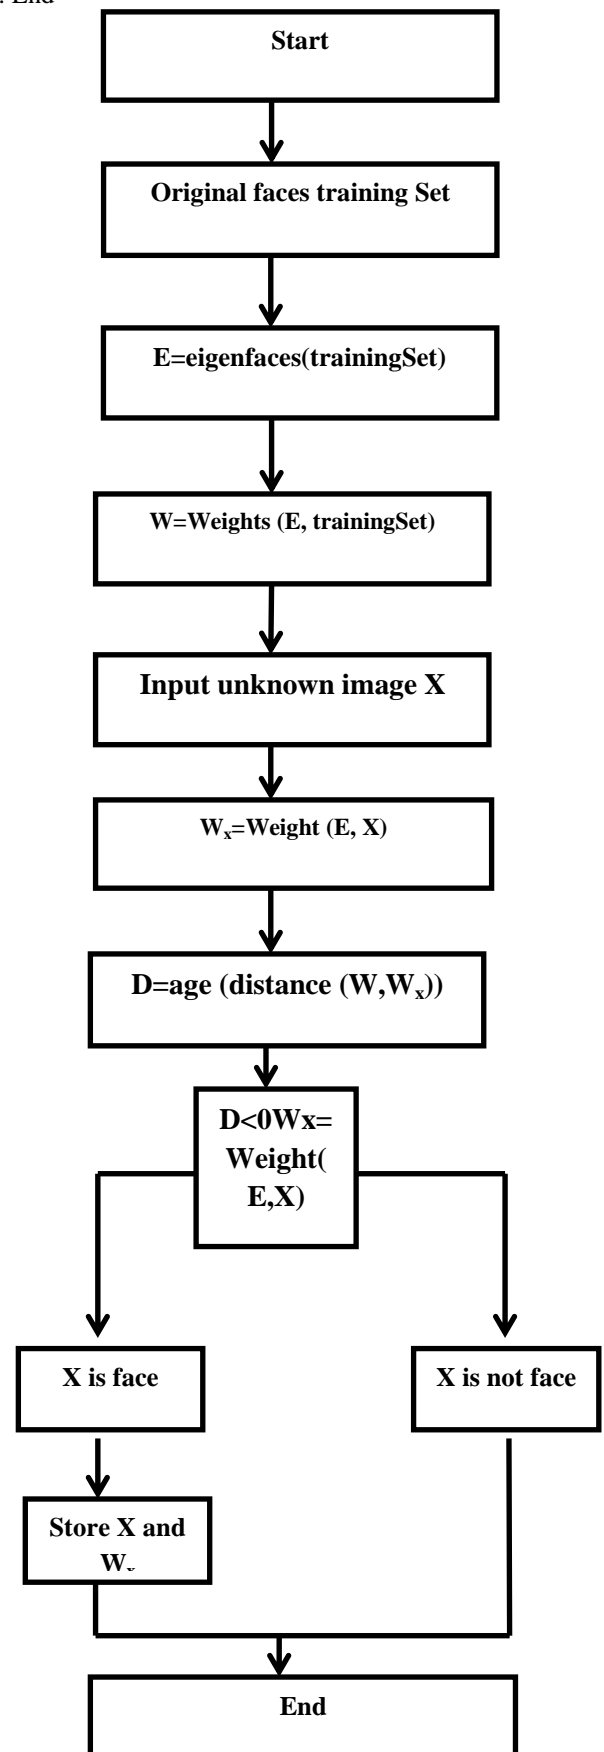 . End
Start
Original faces training Set
E=eigenfaces(trainingSet)
W=Weights (E, trainingSet)
Input unknown image X
Wₓ=Weight (E, X)
D=age (distance (W,Wₓ))
D<0Wx=
Weight(
E,X)
X is face
X is not face
Store X and
Wₓ
End